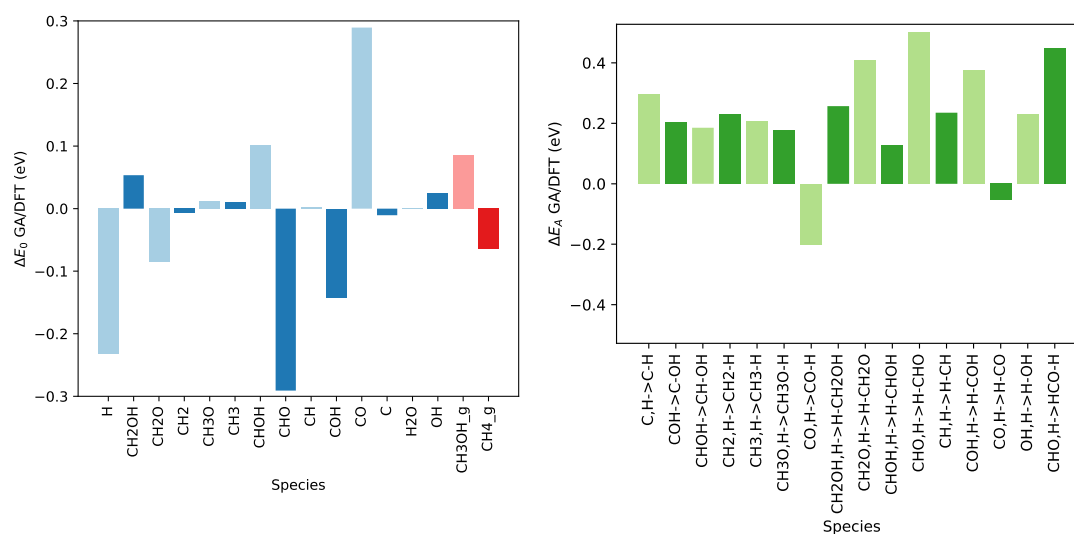 0.3
0.2
0.1
0.0
−0.1
−0.2
−0.3
ΔE0 GA/DFT (eV)
H
CH2OH
CH2O
CH2
CH3O
CH3
CHOH
CHO
CH
COH
CO
C
H2O
OH
CH3OH_g
CH4_g
Species
0.4
0.2
0.0
−0.2
−0.4
ΔEA GA/DFT (eV)
C,H->C-H
COH->C-OH
CHOH->CH-OH
CH2,H->CH2-H
CH3,H->CH3-H
CH3O,H->CH3O-H
CO,H->CO-H
CH2OH,H->H-CH2OH
CH2O,H->H-CH2O
CHOH,H->H-CHOH
CHO,H->H-CHO
CH,H->H-CH
COH,H->H-COH
CO,H->H-CO
OH,H->H-OH
CHO,H->HCO-H
Species